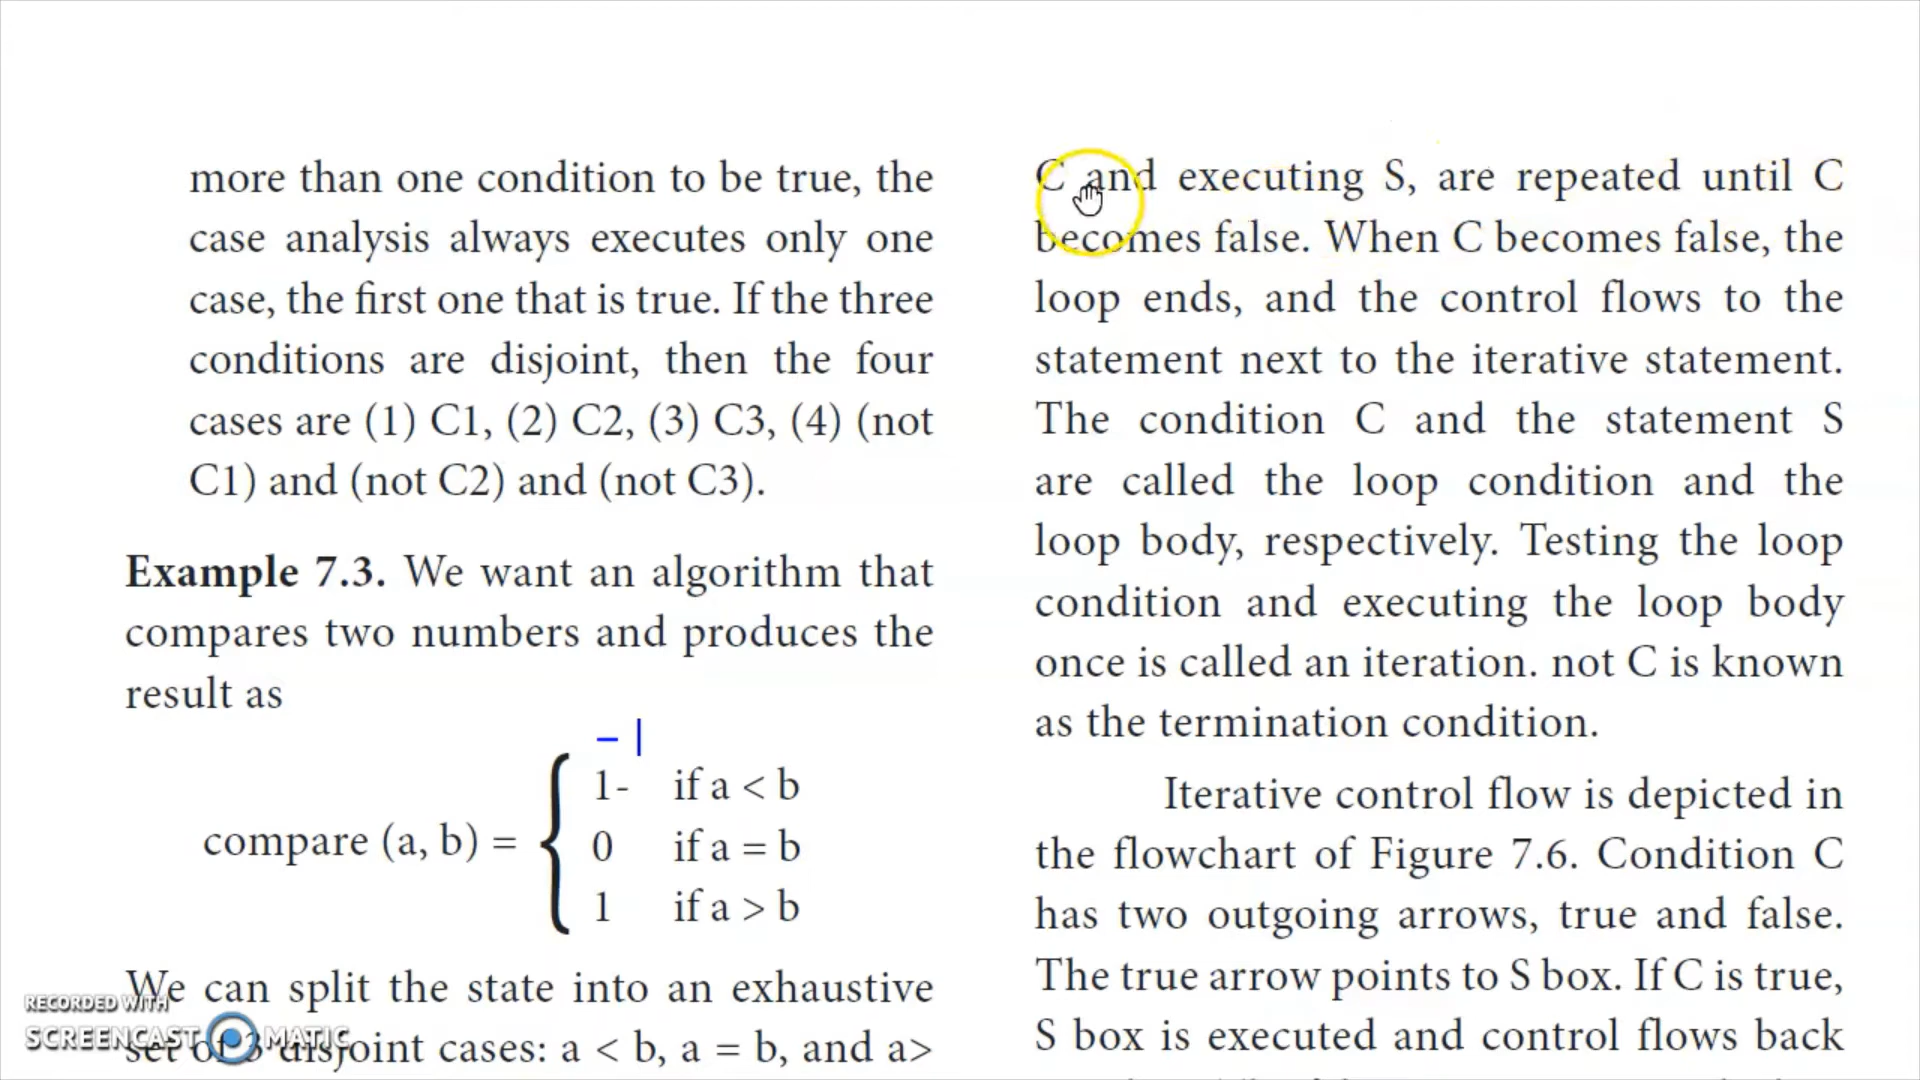 more than one condition to be true, the
case analysis always executes only one
case, the first one that is true. If the three
conditions are disjoint, then the four
cases are (1) C1, (2) C2, (3) C3, (4) (not
C1) and (not C2) and (not C3).
Example 7.3. We want an algorithm that
compares two numbers and produces the
result as
– |
1- if a < b
compare (a, b) = { 0 if a = b
1 if a > b
We can split the state into an exhaustive
set of 3 disjoint cases: a < b, a = b, and a>
C and executing S, are repeated until C
becomes false. When C becomes false, the
loop ends, and the control flows to the
statement next to the iterative statement.
The condition C and the statement S
are called the loop condition and the
loop body, respectively. Testing the loop
condition and executing the loop body
once is called an iteration. not C is known
as the termination condition.
Iterative control flow is depicted in
the flowchart of Figure 7.6. Condition C
has two outgoing arrows, true and false.
The true arrow points to S box. If C is true,
S box is executed and control flows back
RECORDED WITH
SCREENCAST MATIC